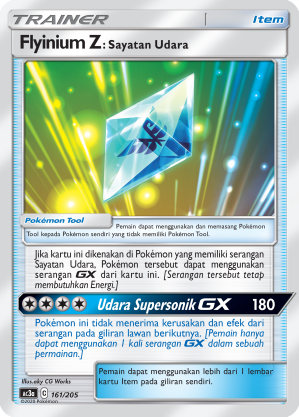 TRAINER Item
Flyinium Z: Sayatan Udara
Pokémon Tool
Pemain dapat menggunakan dan memasang Pokémon
Tool kepada Pokémon sendiri yang tidak memiliki Pokémon Tool.
Jika kartu ini dikenakan di Pokémon yang memiliki serangan
Sayatan Udara, Pokémon tersebut dapat menggunakan
serangan GX dari kartu ini. [Serangan tersebut tetap
membutuhkan Energi.]
Udara Supersonik GX 180
Pokémon ini tidak menerima kerusakan dan efek dari
serangan pada giliran lawan berikutnya. [Pemain hanya
dapat menggunakan 1 kali serangan GX dalam sebuah
permainan.]
Pemain dapat menggunakan lebih dari 1 lembar
kartu Item pada giliran sendiri.
Illus.aky CG Works
AC3a C 161/205
©2020 Pokémon.